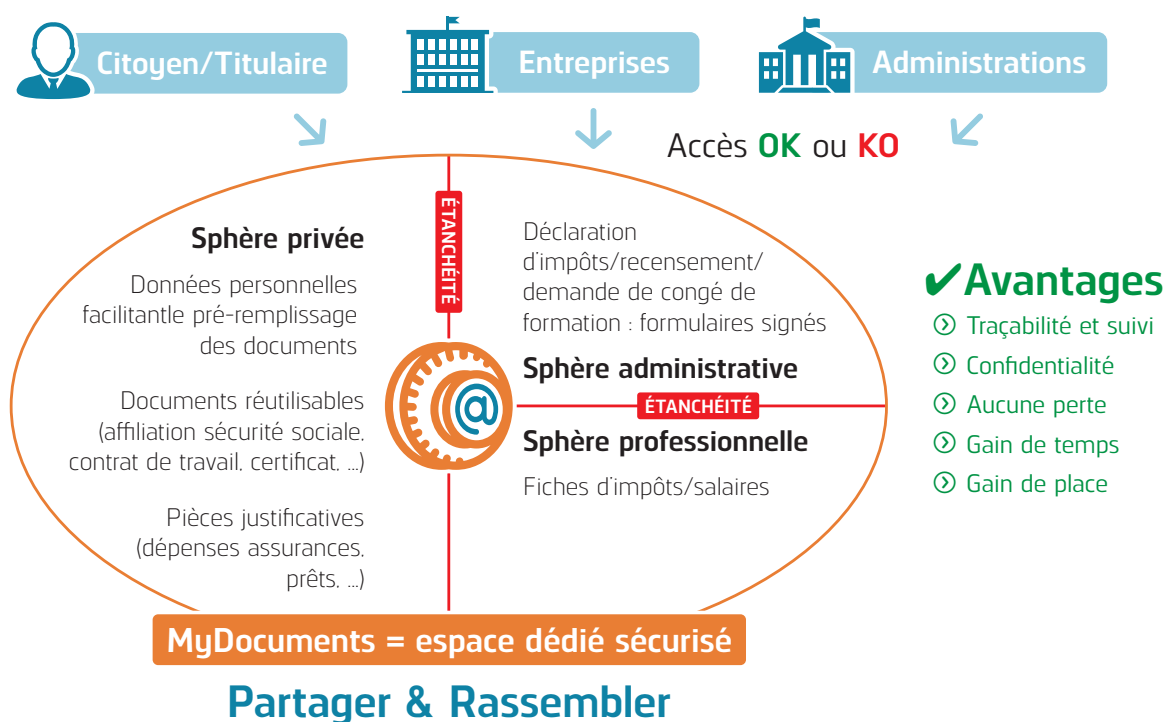 Citoyen/Titulaire
Entreprises
Administrations
Accès OK ou KO
ÉTANCHÉITÉ
Sphère privée
Données personnelles
facilitantle pré-remplissage
des documents
Documents réutilisables
(affiliation sécurité sociale,
contrat de travail, certificat, ...)
Pièces justificatives
(dépenses assurances,
prêts, ...)
Déclaration
d'impôts/recensement/
demande de congé de
formation : formulaires signés
Sphère administrative
ÉTANCHÉITÉ
Sphère professionnelle
Fiches d'impôts/salaires
@
✔Avantages
Traçabilité et suivi
Confidentialité
Aucune perte
Gain de temps
Gain de place
MyDocuments = espace dédié sécurisé
Partager & Rassembler